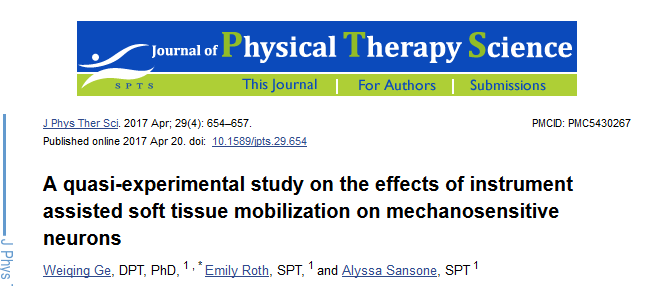 Journal of Physical Therapy Science
SPTS
This Journal | For Authors | Submissions
J Phys Ther Sci. 2017 Apr; 29(4): 654–657.
PMCID: PMC5430267
Published online 2017 Apr 20. doi: 10.1589/jpts.29.654
A quasi-experimental study on the effects of instrument
assisted soft tissue mobilization on mechanosensitive
neurons
Weiqing Ge, DPT, PhD, 1 , * Emily Roth, SPT, 1 and Alyssa Sansone, SPT 1
J Phys